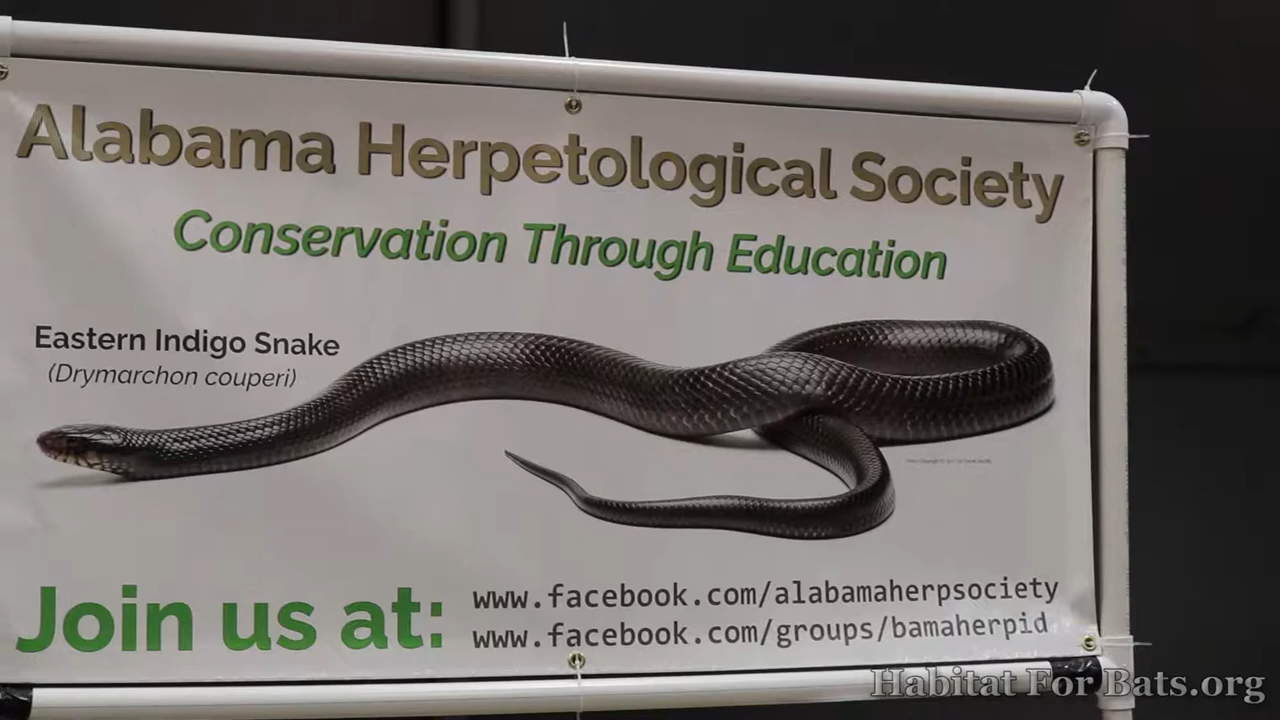 Alabama Herpetological Society
Conservation Through Education
Eastern Indigo Snake
(Drymarchon couperi)
Join us at:
www.facebook.com/alabamaherpsociety
www.facebook.com/groups/bamaherpid
Habitat For Bats.org